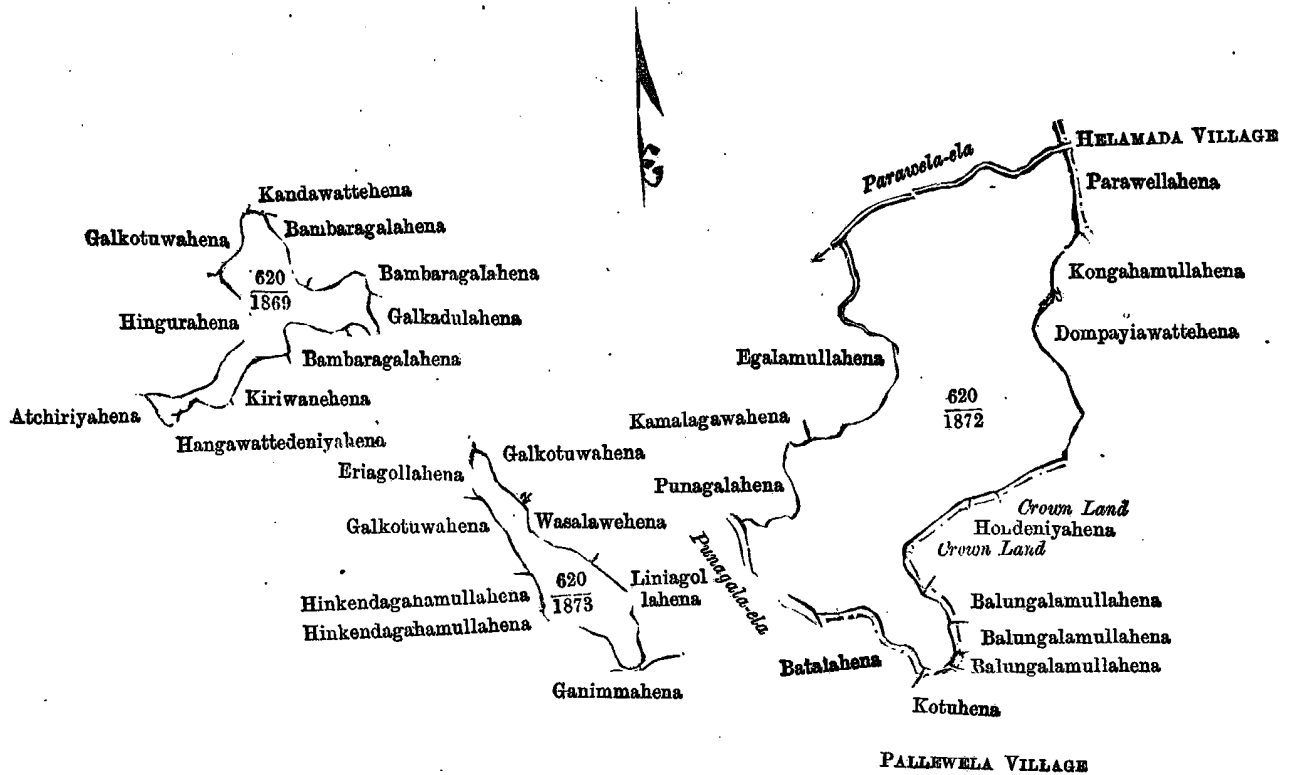 HELAMADA VILLAGE
Parawela-ela
Parawellahena
Kandawattehena
Bambaragalahena
Galkotuwahena
Bambaragalahena
620
1869
Kongahamullahena
Hingurahena
Galkadulahena
Dompayiawattehena
Bambaragalahena
Egalamullahena
Kiriwanehena
620
1872
Atchiriyahena
Kamalagawahena
Hangawattedeniyahena
Galkotuwahena
Eriagollahena
Punagalahena
Crown Land
Galkotuwahena
Wasalawehena
Hondeniyahena
Crown Land
Punagala-ela
620
1873
Liniagol
lahena
Hinkendagahamullahena
Hinkendagahamullahena
Balungalamullahena
Balungalamullahena
Batalahena
Balungalamullahena
Ganimmahena
Kotuhena
PALLEWELA VILLAGE